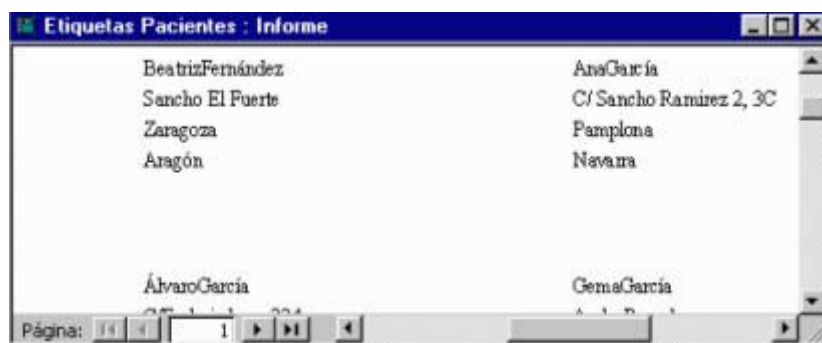 Etiquetas Pacientes : Informe
BeatrizFernández
Sancho El Fuerte
Zaragoza
Aragón
AnaGarcía
C/ Sancho Ramirez 2, 3C
Pamplona
Navarra
ÁlvaroGarcía
GemaGarcía
Página: 1